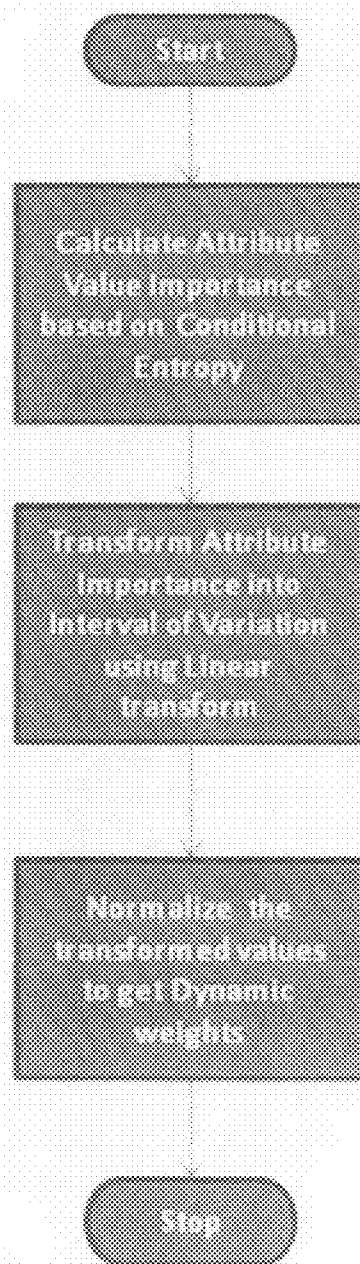 Start
Calculate Attribute
Value Importance
based on Conditional
Entropy
Transform Attribute
Importance into
Interval of Variation
using Linear
transform
Normalize the
transformed values
to get Dynamic
weights
Stop